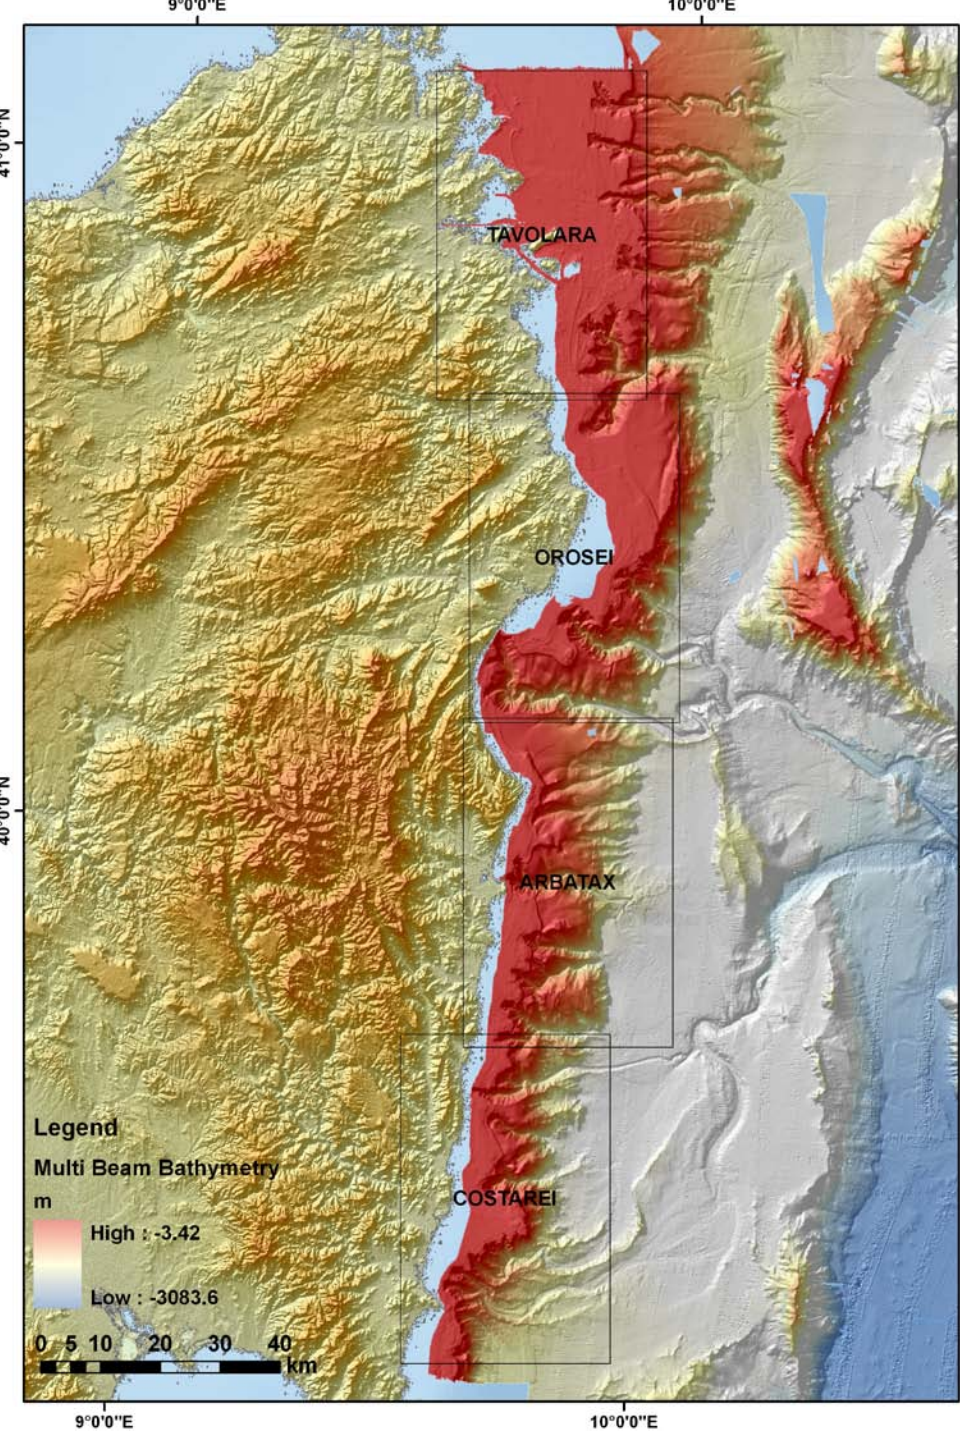 9°0'0"E 10°0'0"E
41°0'0"N
TAVOLARA
OROSEI
40°0'0"N
ARBATAX
COSTAREI
Legend
Multi Beam Bathymetry
m
High : -3.42
Low : -3083.6
0 5 10 20 30 40
km
9°0'0"E 10°0'0"E